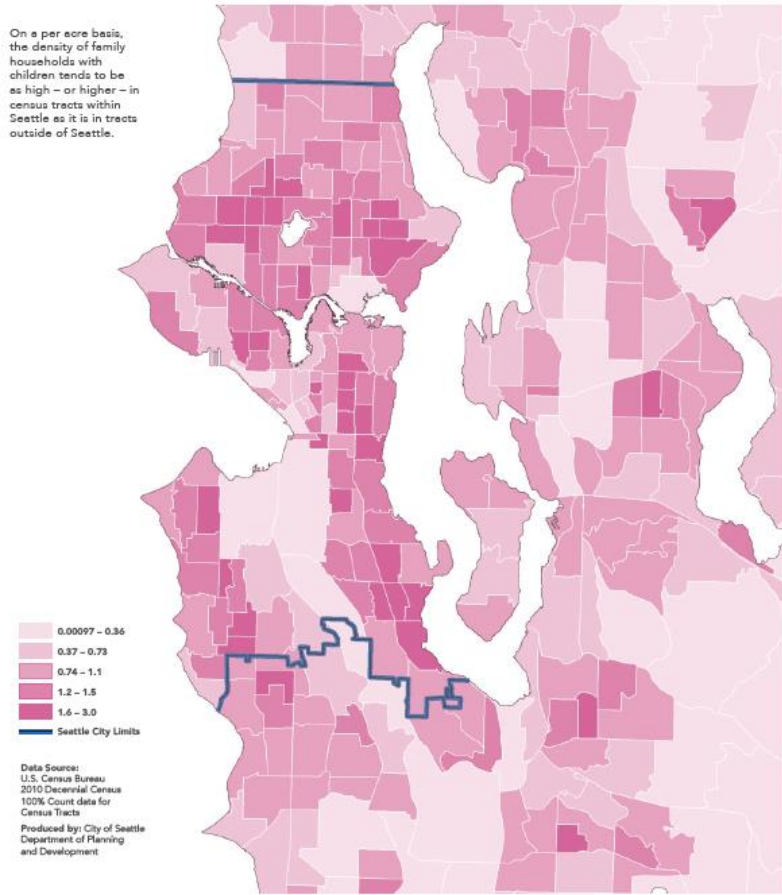 On a per acre basis,
the density of family
households with
children tends to be
as high – or higher – in
census tracts within
Seattle as it is in tracts
outside of Seattle.
0.00097 – 0.36
0.37 – 0.73
0.74 – 1.1
1.2 – 1.5
1.6 – 3.0
Seattle City Limits
Data Source:
U.S. Census Bureau
2010 Decennial Census
100% Count data for
Census Tracts
Produced by: City of Seattle
Department of Planning
and Development